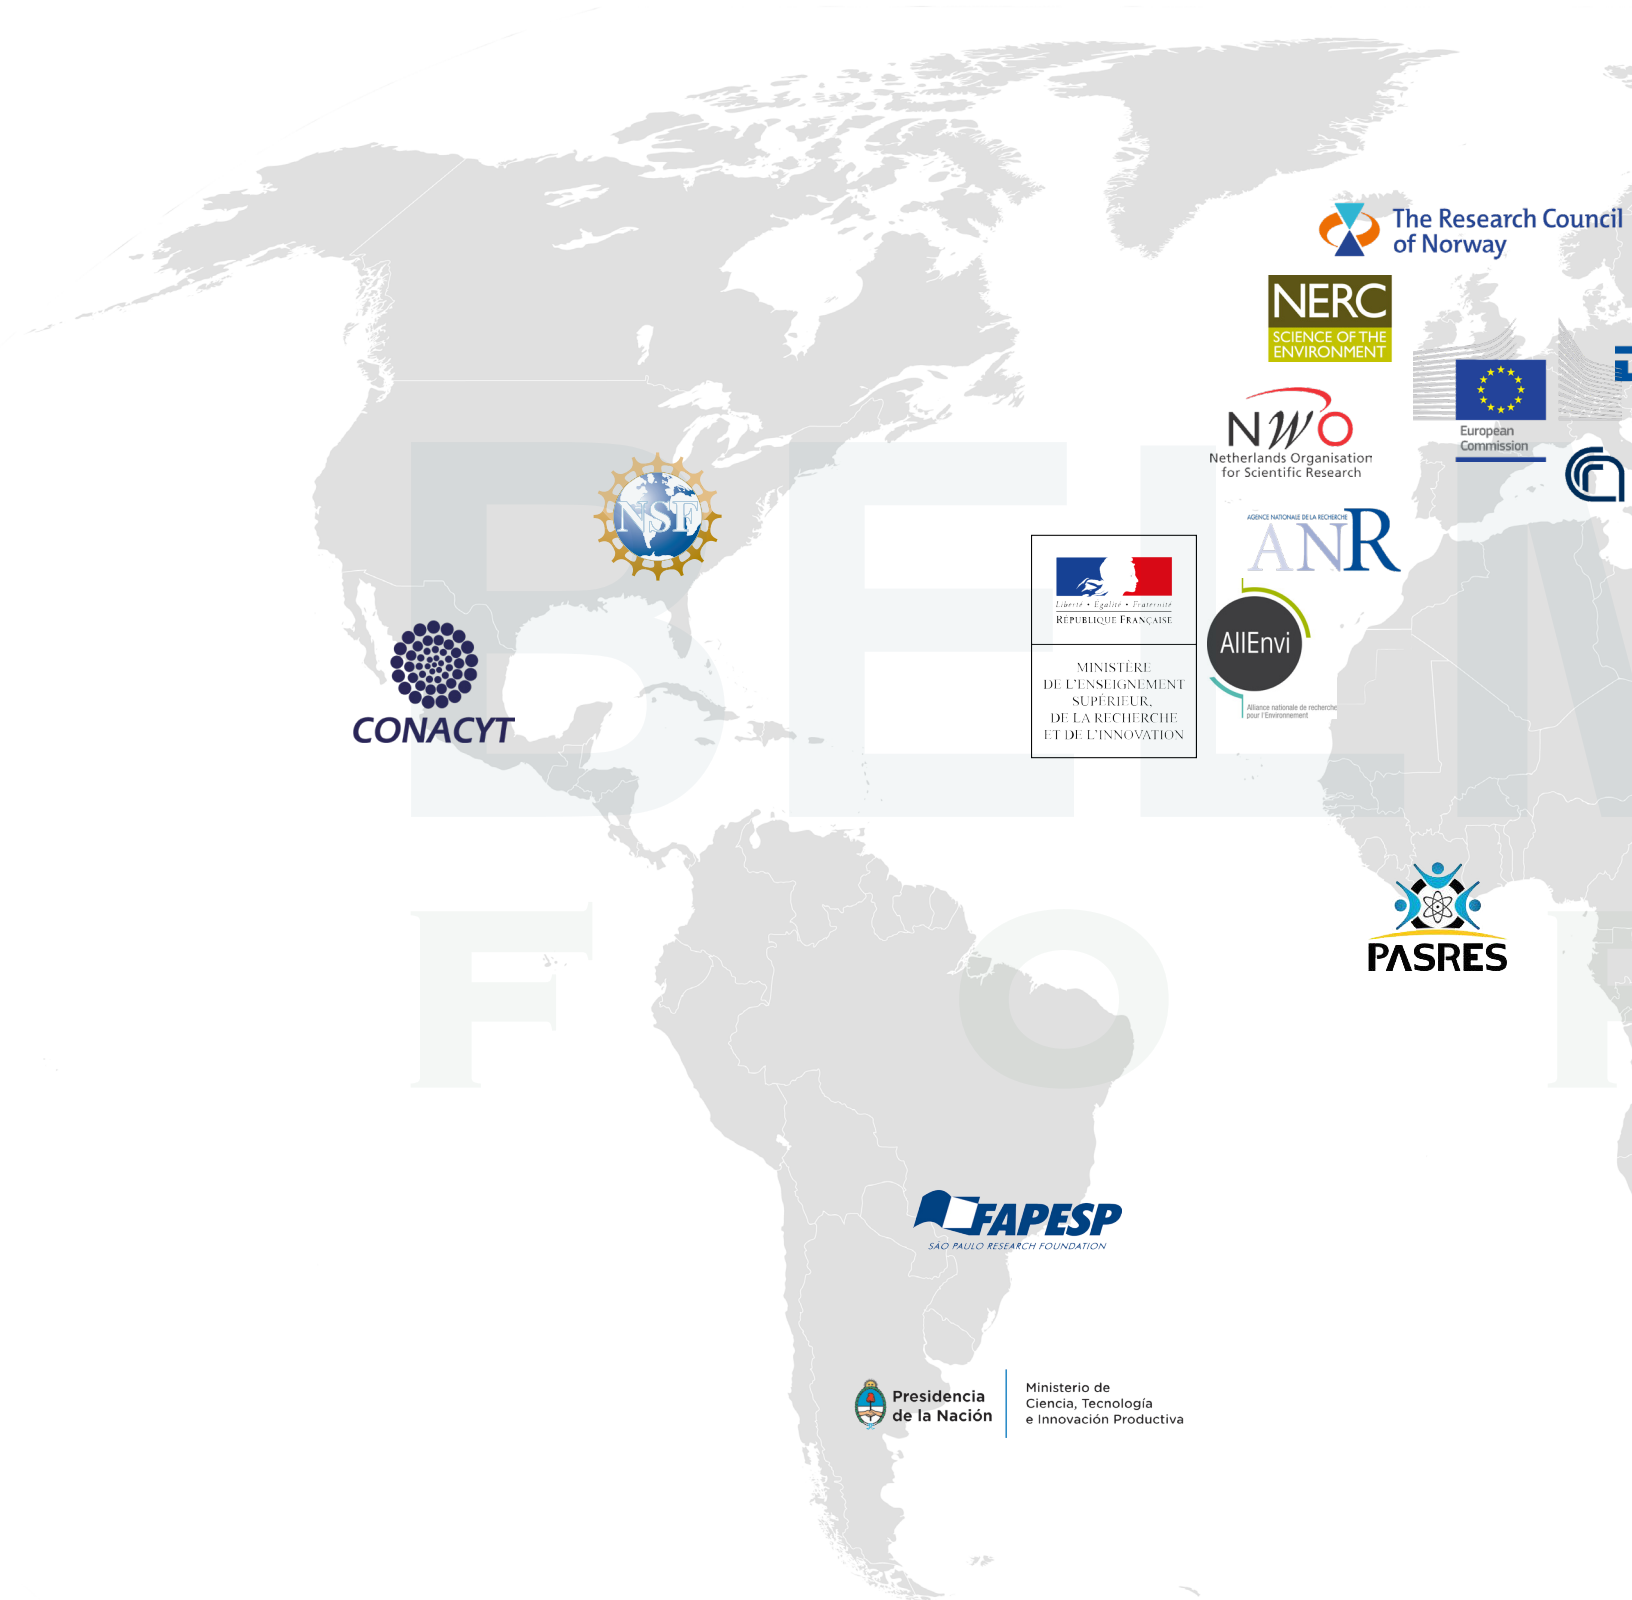 The Research Council
of Norway
NERC
SCIENCE OF THE
ENVIRONMENT
European
Commission
NWO
Netherlands Organisation
for Scientific Research
NSF
AGENCE NATIONALE DE LA RECHERCHE
ANR
Liberté • Égalité • Fraternité
RÉPUBLIQUE FRANÇAISE
MINISTÈRE
DE L'ENSEIGNEMENT
SUPÉRIEUR,
DE LA RECHERCHE
ET DE L'INNOVATION
AllEnvi
Alliance nationale de recherche
pour l'Environnement
CONACYT
BELM
PASRES
F O R
FAPESP
SÃO PAULO RESEARCH FOUNDATION
Presidencia
de la Nación
Ministerio de
Ciencia, Tecnología
e Innovación Productiva